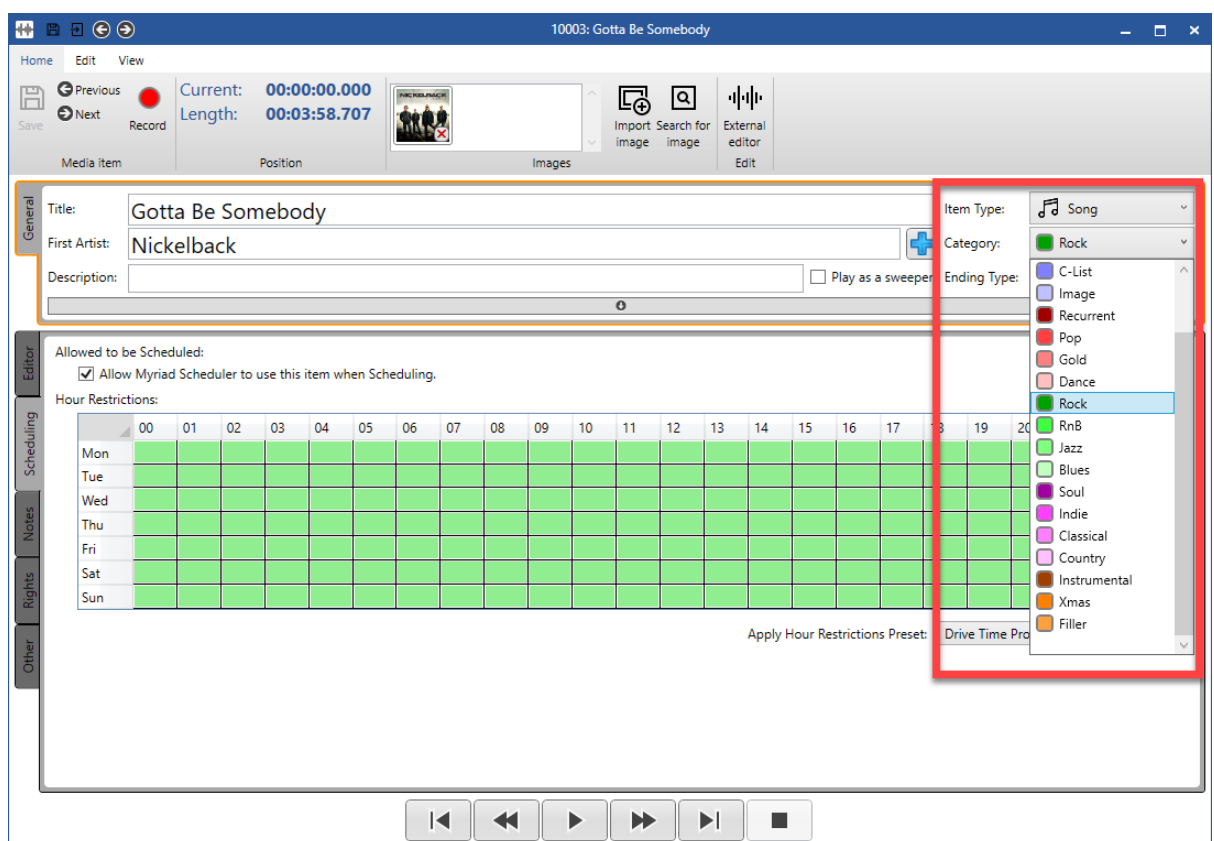 10003: Gotta Be Somebody
Home Edit View
Save
Previous
Next
Record
Media item
Current: 00:00:00.000
Length: 00:03:58.707
Position
NICKELBACK
Images
Import image
Search for image
External editor
Edit
General
Title: Gotta Be Somebody
First Artist: Nickelback
Description:
Play as a sweeper
Item Type: Song
Category: Rock
Ending Type:
C-List
Image
Recurrent
Pop
Gold
Dance
Rock
RnB
Jazz
Blues
Soul
Indie
Classical
Country
Instrumental
Xmas
Filler
Editor
Scheduling
Notes
Rights
Other
Allowed to be Scheduled:
Allow Myriad Scheduler to use this item when Scheduling.
Hour Restrictions:
00 01 02 03 04 05 06 07 08 09 10 11 12 13 14 15 16 17 18 19 20
Mon
Tue
Wed
Thu
Fri
Sat
Sun
Apply Hour Restrictions Preset: Drive Time Pro